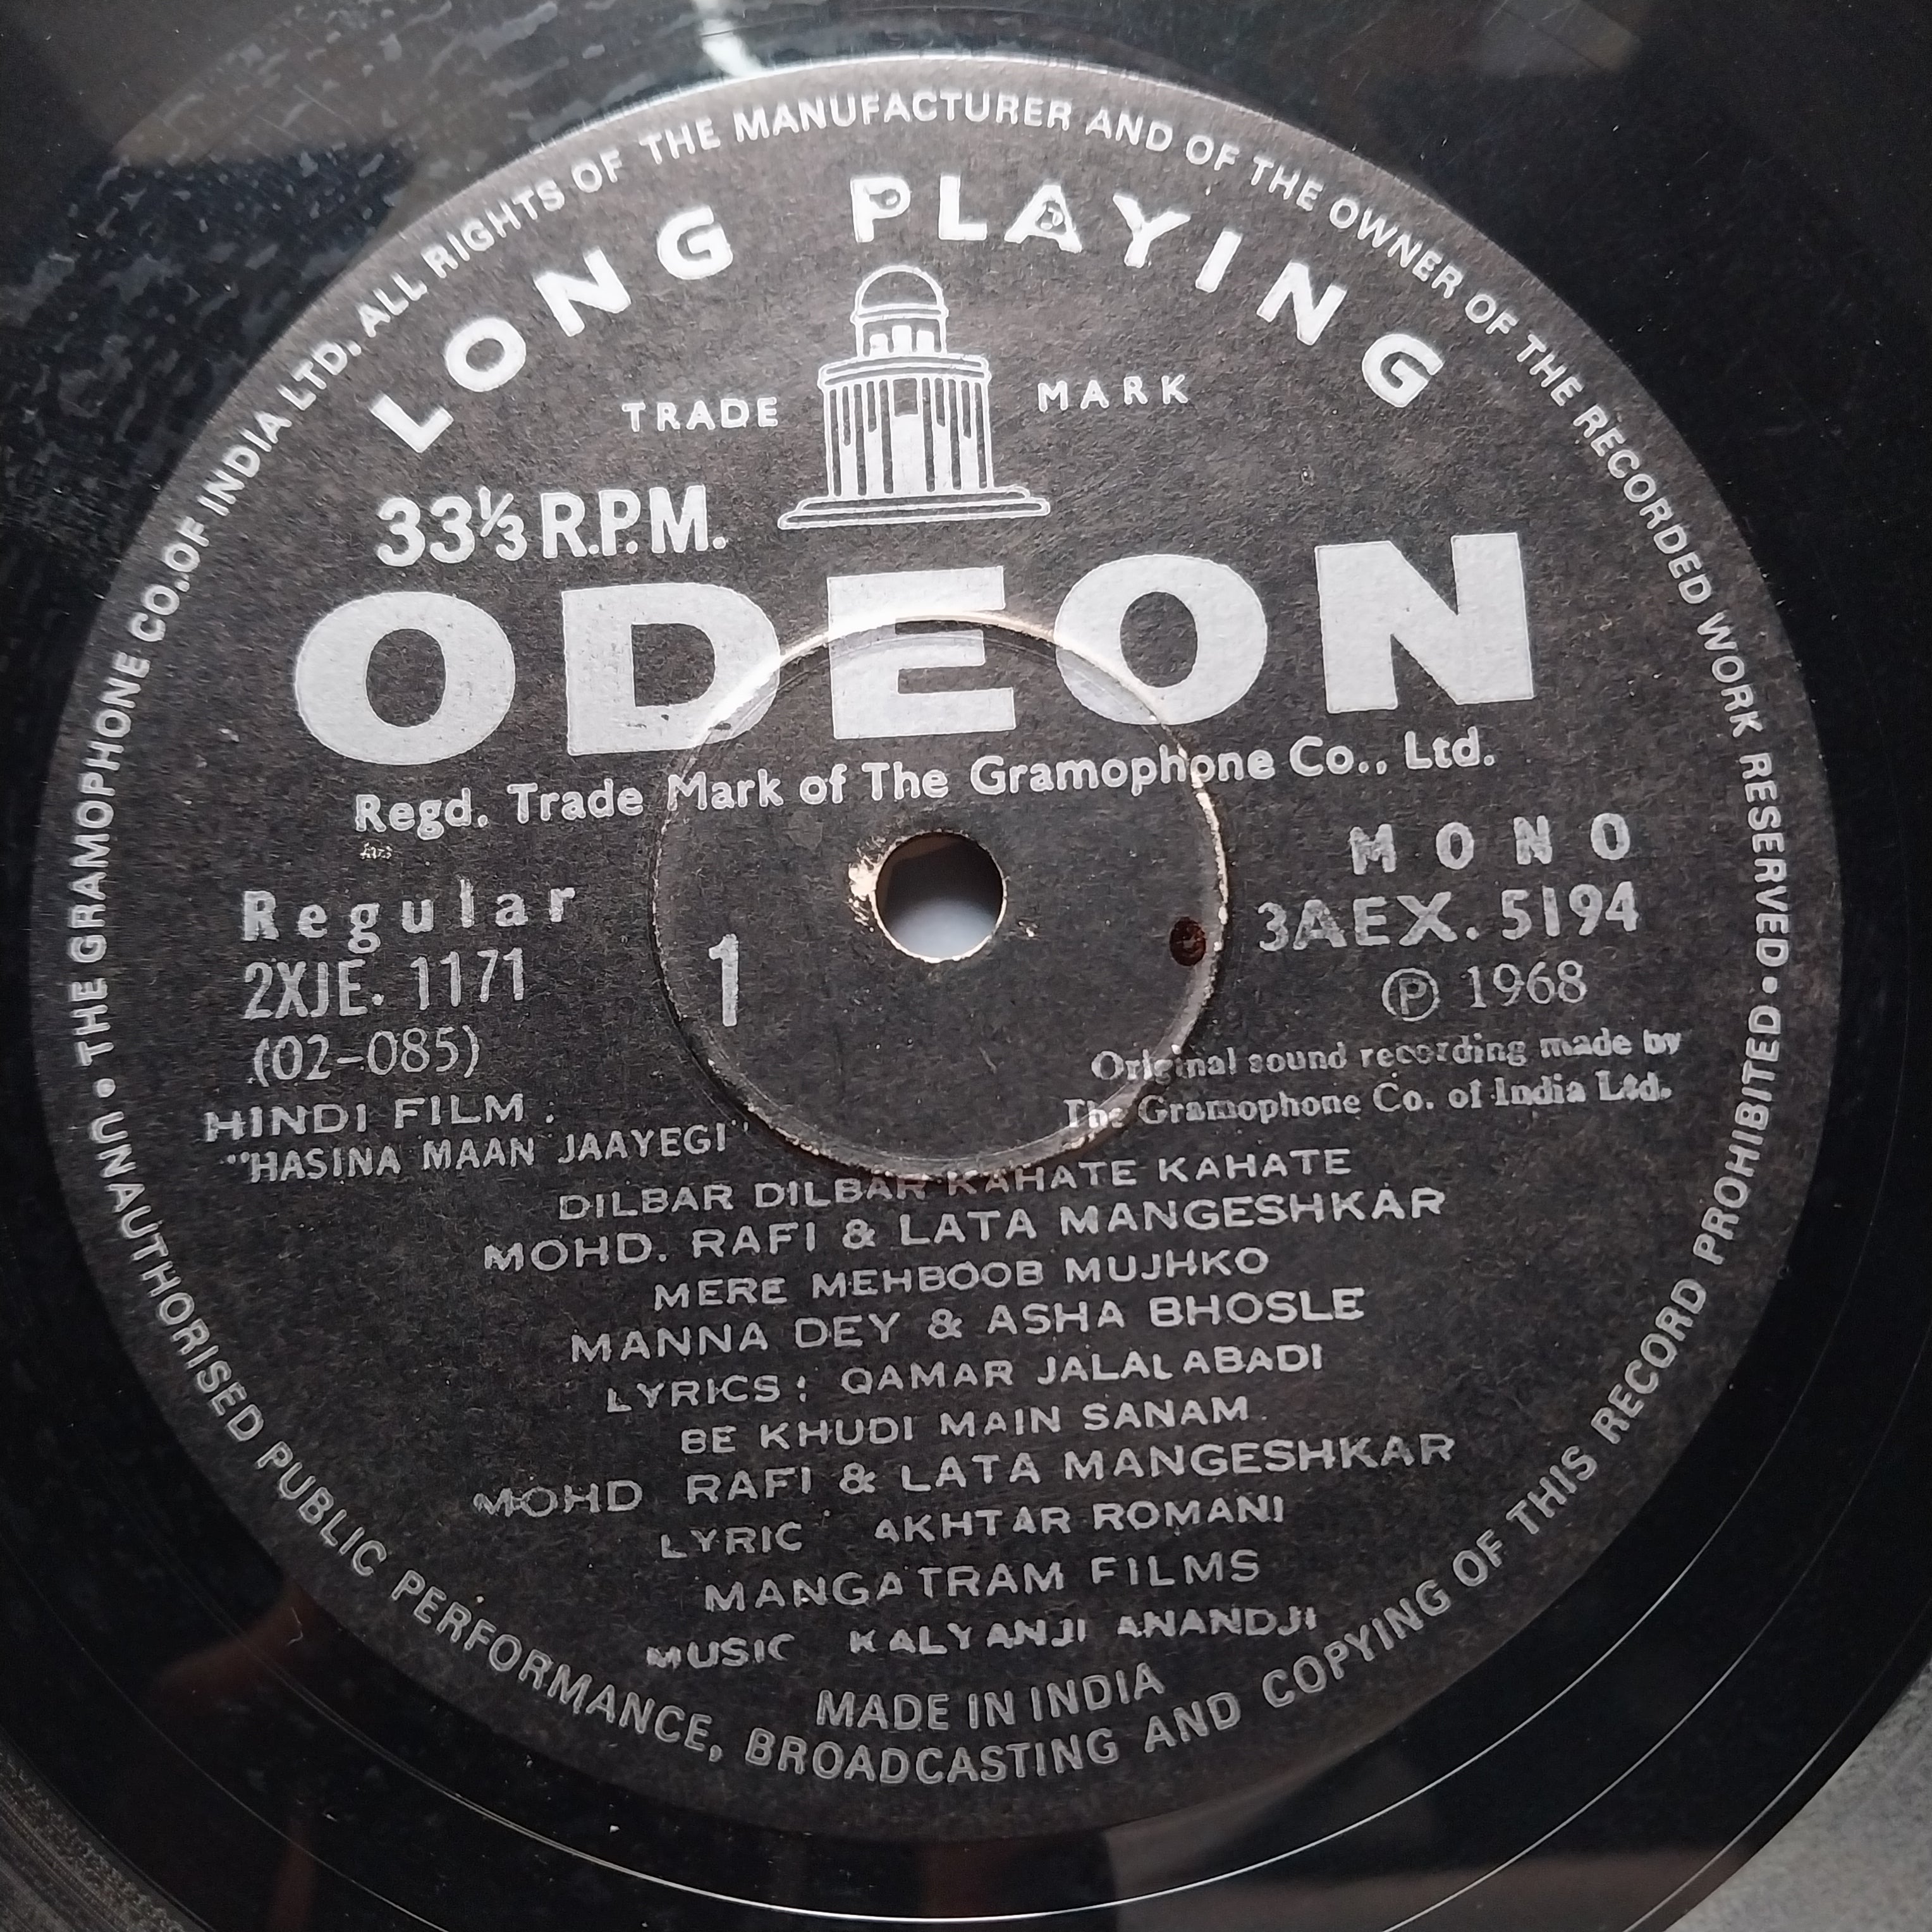 THE GRAMOPHONE CO. OF INDIA LTD. ALL RIGHTS OF THE MANUFACTURER AND OF THE OWNER OF THE RECORDED WORK RESERVED •
LONG PLAYING
TRADE MARK
33⅓ R.P.M.
ODEON
Regd. Trade Mark of The Gramophone Co., Ltd.
MONO
Regular
3AEX. 5194
2XJE. 1171
1
Ⓟ 1968
(02-085)
Original sound recording made by
The Gramophone Co. of India Ltd.
HINDI FILM :
"HASINA MAAN JAAYEGI"
DILBAR DILBAR KAHATE KAHATE
MOHD. RAFI & LATA MANGESHKAR
MERE MEHBOOB MUJHKO
MANNA DEY & ASHA BHOSLE
LYRICS : QAMAR JALALABADI
BE KHUDI MAIN SANAM
MOHD RAFI & LATA MANGESHKAR
LYRIC AKHTAR ROMANI
MANGATRAM FILMS
MUSIC KALYANJI ANANDJI
MADE IN INDIA
UNNAUTHORISED PUBLIC PERFORMANCE, BROADCASTING AND COPYING OF THIS RECORD PROHIBITED •